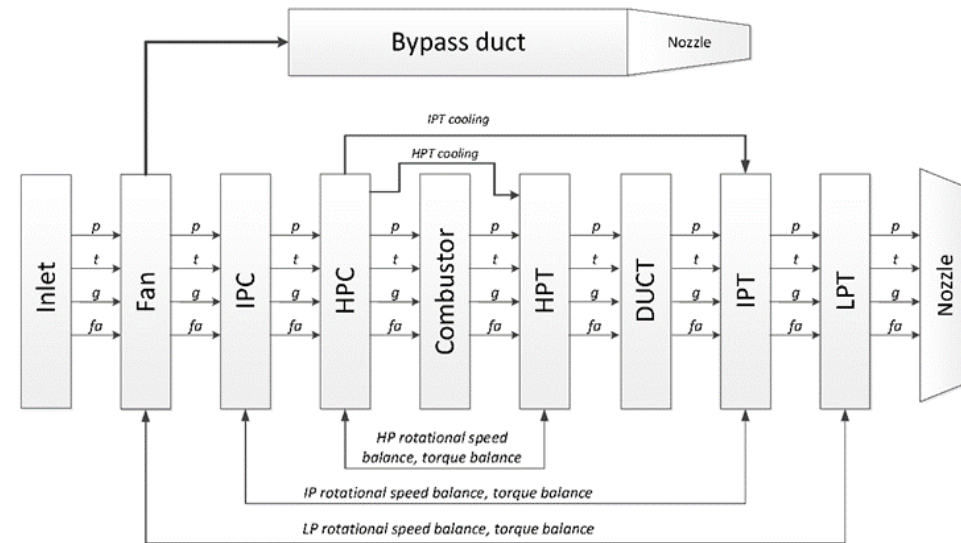 Bypass duct
Nozzle
IPT cooling
HPT cooling
Inlet
p
t
g
fa
Fan
p
t
g
fa
IPC
p
t
g
fa
HPC
p
t
g
fa
Combustor
p
t
g
fa
HPT
p
t
g
fa
DUCT
p
t
g
fa
IPT
p
t
g
fa
LPT
p
t
g
fa
Nozzle
HP rotational speed
balance, torque balance
IP rotational speed balance, torque balance
LP rotational speed balance, torque balance